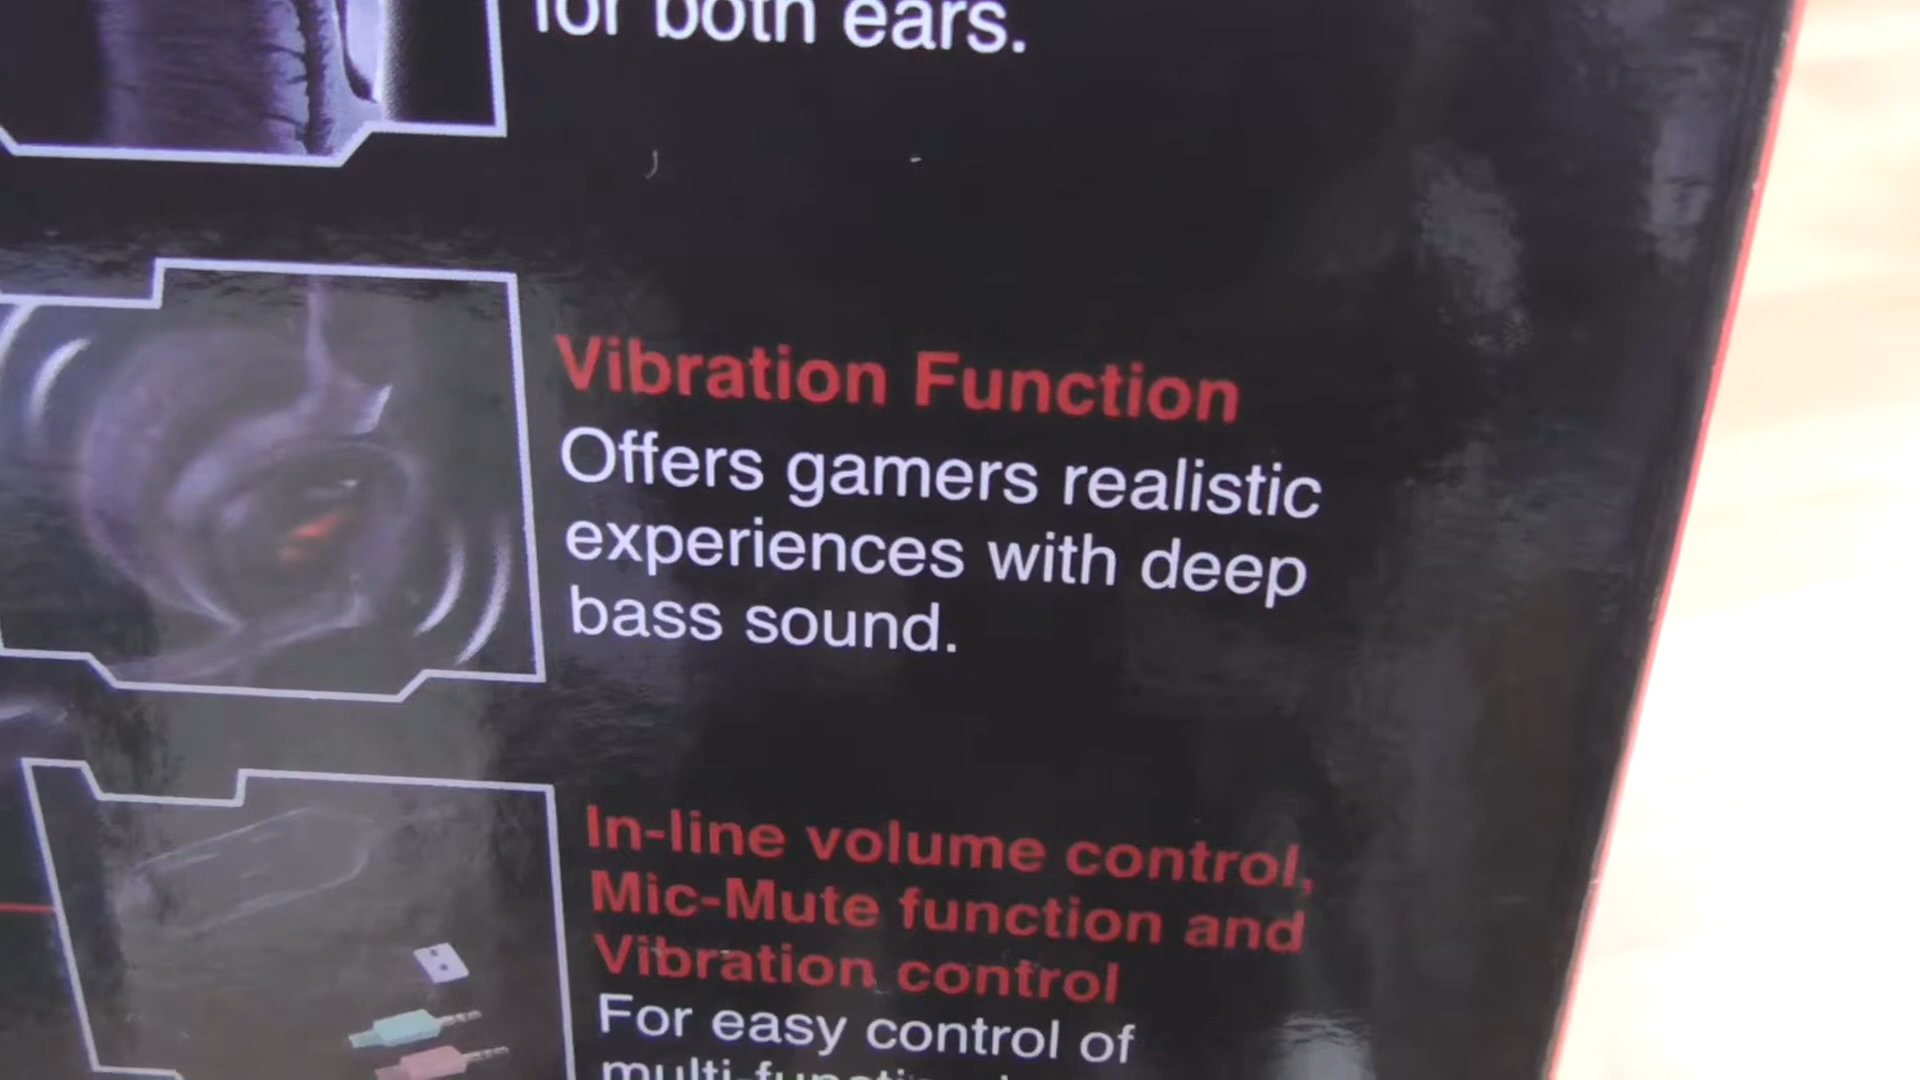 for both ears.
Vibration Function
Offers gamers realistic
experiences with deep
bass sound.
In-line volume control,
Mic-Mute function and
Vibration control
For easy control of